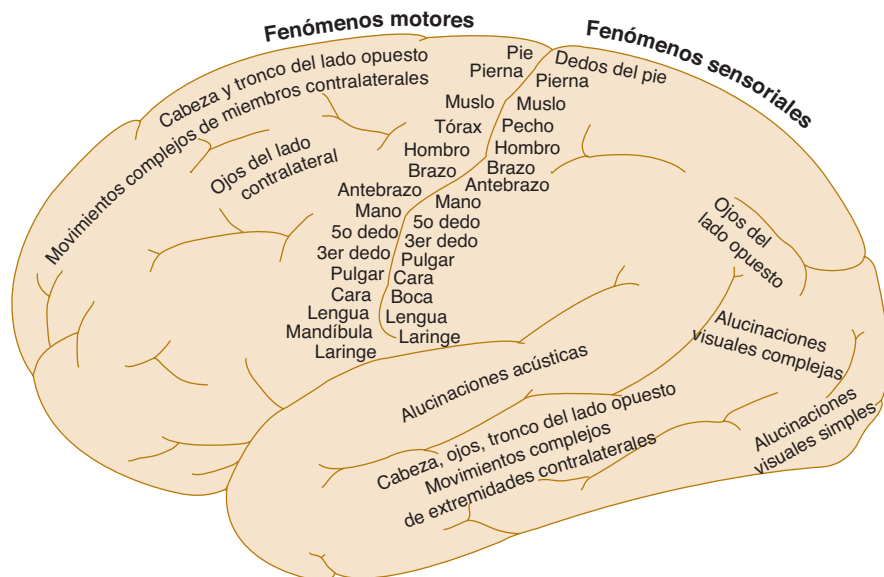 Fenómenos motores
Fenómenos sensoriales
Cabeza y tronco del lado opuesto
Movimientos complejos de miembros contralaterales
Ojos del lado
contralateral
Pie
Pierna
Muslo
Tórax
Hombro
Brazo
Antebrazo
Mano
5o dedo
3er dedo
Pulgar
Cara
Lengua
Mandíbula
Laringe
Dedos del pie
Pierna
Muslo
Pecho
Hombro
Brazo
Antebrazo
Mano
5o dedo
3er dedo
Pulgar
Cara
Boca
Lengua
Laringe
Ojos del
lado opuesto
Alucinaciones
visuales complejas
Alucinaciones
visuales simples
Alucinaciones acústicas
Cabeza, ojos, tronco del lado opuesto
Movimientos complejos
de extremidades contralaterales